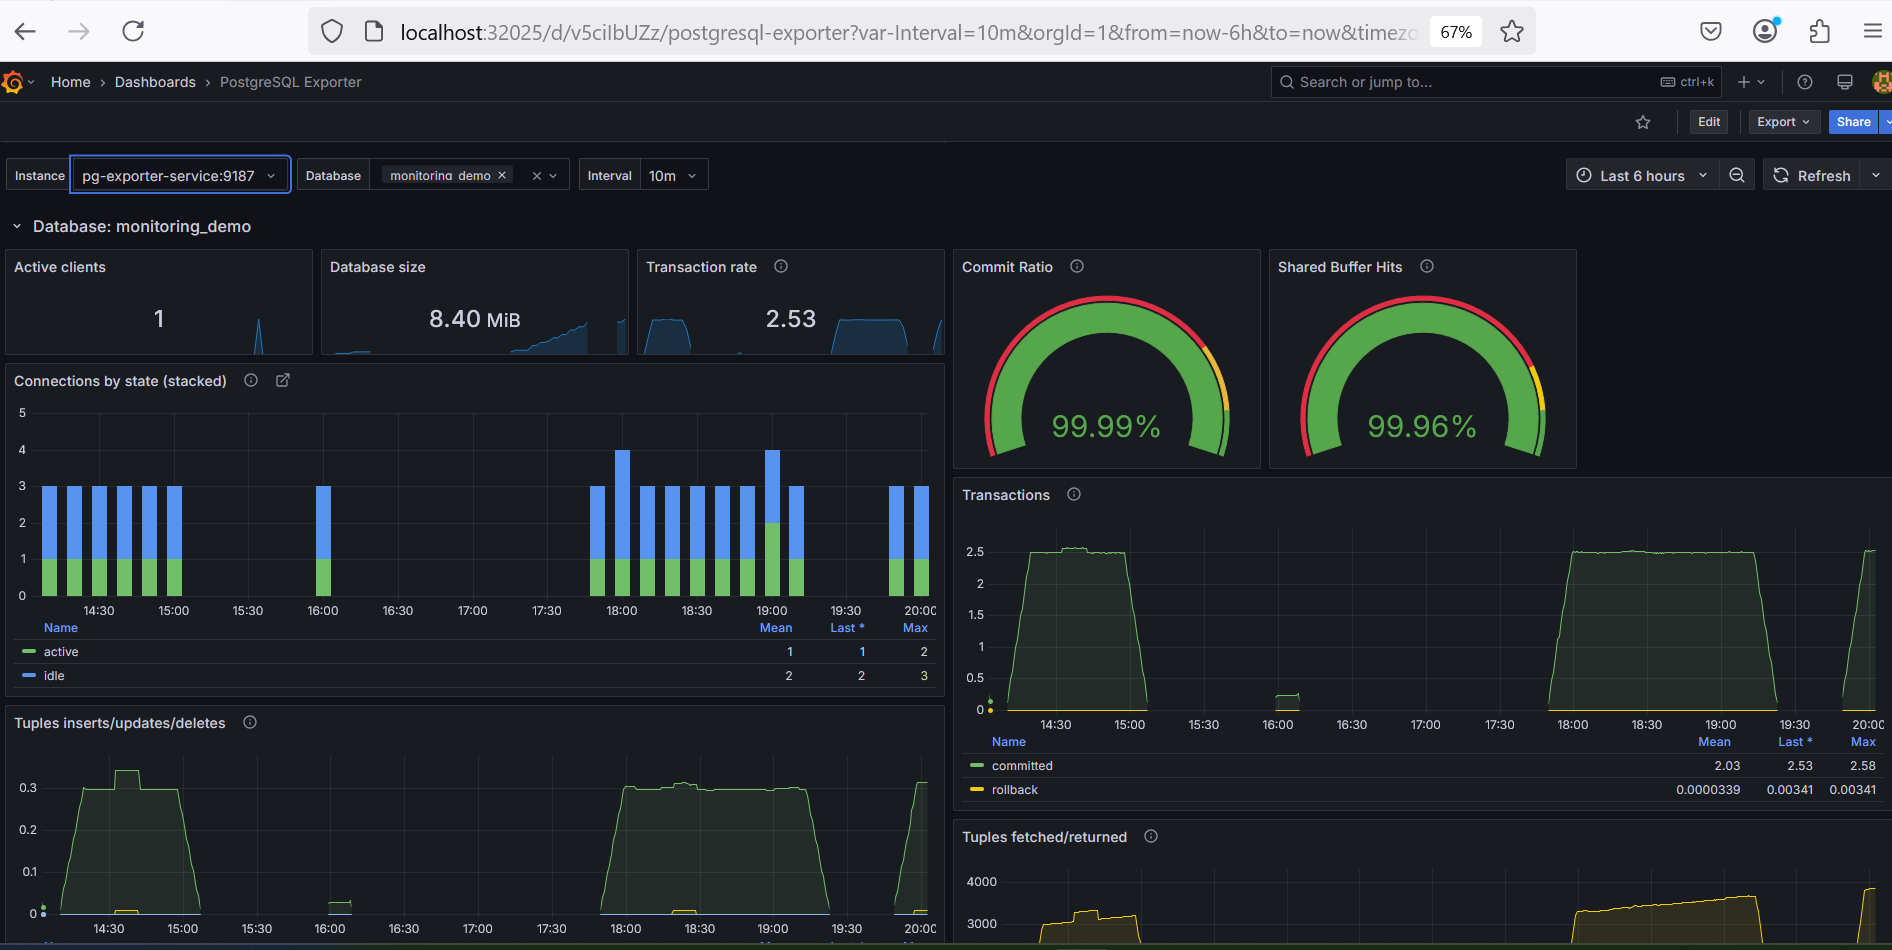 localhost:32025/d/v5ciIbUZz/postgresql-exporter?var-Interval=10m&orgId=1&from=now-6h&to=now&timezo
67%
Home › Dashboards › PostgreSQL Exporter
Search or jump to...
ctrl+k
Edit
Export
Share
Instance
pg-exporter-service:9187
Database
monitoring_demo
Interval
10m
Last 6 hours
Refresh
Database: monitoring_demo
Active clients
1
Database size
8.40 MiB
Transaction rate
2.53
Commit Ratio
99.99%
Shared Buffer Hits
99.96%
Connections by state (stacked)
5
4
3
2
1
0
14:30 15:00 15:30 16:00 16:30 17:00 17:30 18:00 18:30 19:00 19:30 20:00
Name Mean Last * Max
active 1 1 2
idle 2 2 3
Transactions
2.5
2
1.5
1
0.5
0
14:30 15:00 15:30 16:00 16:30 17:00 17:30 18:00 18:30 19:00 19:30 20:00
Name Mean Last * Max
committed 2.03 2.53 2.58
rollback 0.0000339 0.00341 0.00341
Tuples inserts/updates/deletes
0.3
0.2
0.1
0
14:30 15:00 15:30 16:00 16:30 17:00 17:30 18:00 18:30 19:00 19:30 20:00
Tuples fetched/returned
4000
3000